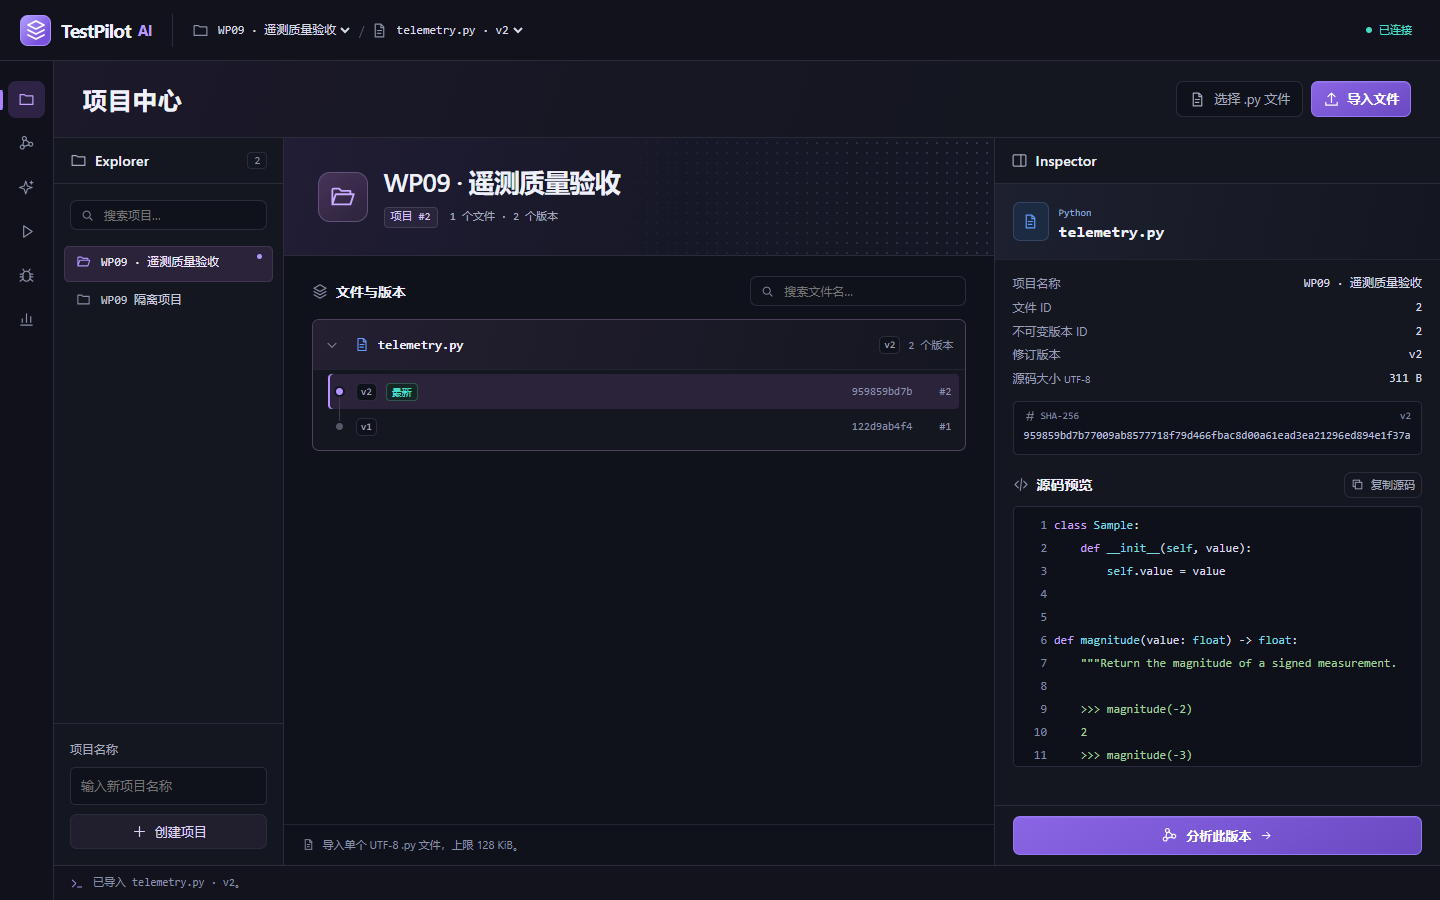 TestPilot AI
WP09 · 遥测质量验收 / telemetry.py · v2
已连接
项目中心
选择 .py 文件
导入文件
Explorer
2
搜索项目...
WP09 · 遥测质量验收
WP09 隔离项目
项目名称
输入新项目名称
创建项目
WP09 · 遥测质量验收
项目 #2 1 个文件 · 2 个版本
文件与版本
搜索文件名...
telemetry.py v2 2 个版本
v2 最新 959859bd7b #2
v1 122d9ab4f4 #1
导入单个 UTF-8 .py 文件，上限 128 KiB。
Inspector
Python
telemetry.py
项目名称 WP09 · 遥测质量验收
文件 ID 2
不可变版本 ID 2
修订版本 v2
源码大小 UTF-8 311 B
# SHA-256 v2
959859bd7b77009ab8577718f79d466fbac8d00a61ead3ea21296ed894e1f37a
源码预览
复制源码
1 class Sample:
2     def __init__(self, value):
3         self.value = value
4
5
6 def magnitude(value: float) -> float:
7     """Return the magnitude of a signed measurement.
8
9     >>> magnitude(-2)
10     2
11     >>> magnitude(-3)
分析此版本 →
已导入 telemetry.py · v2。